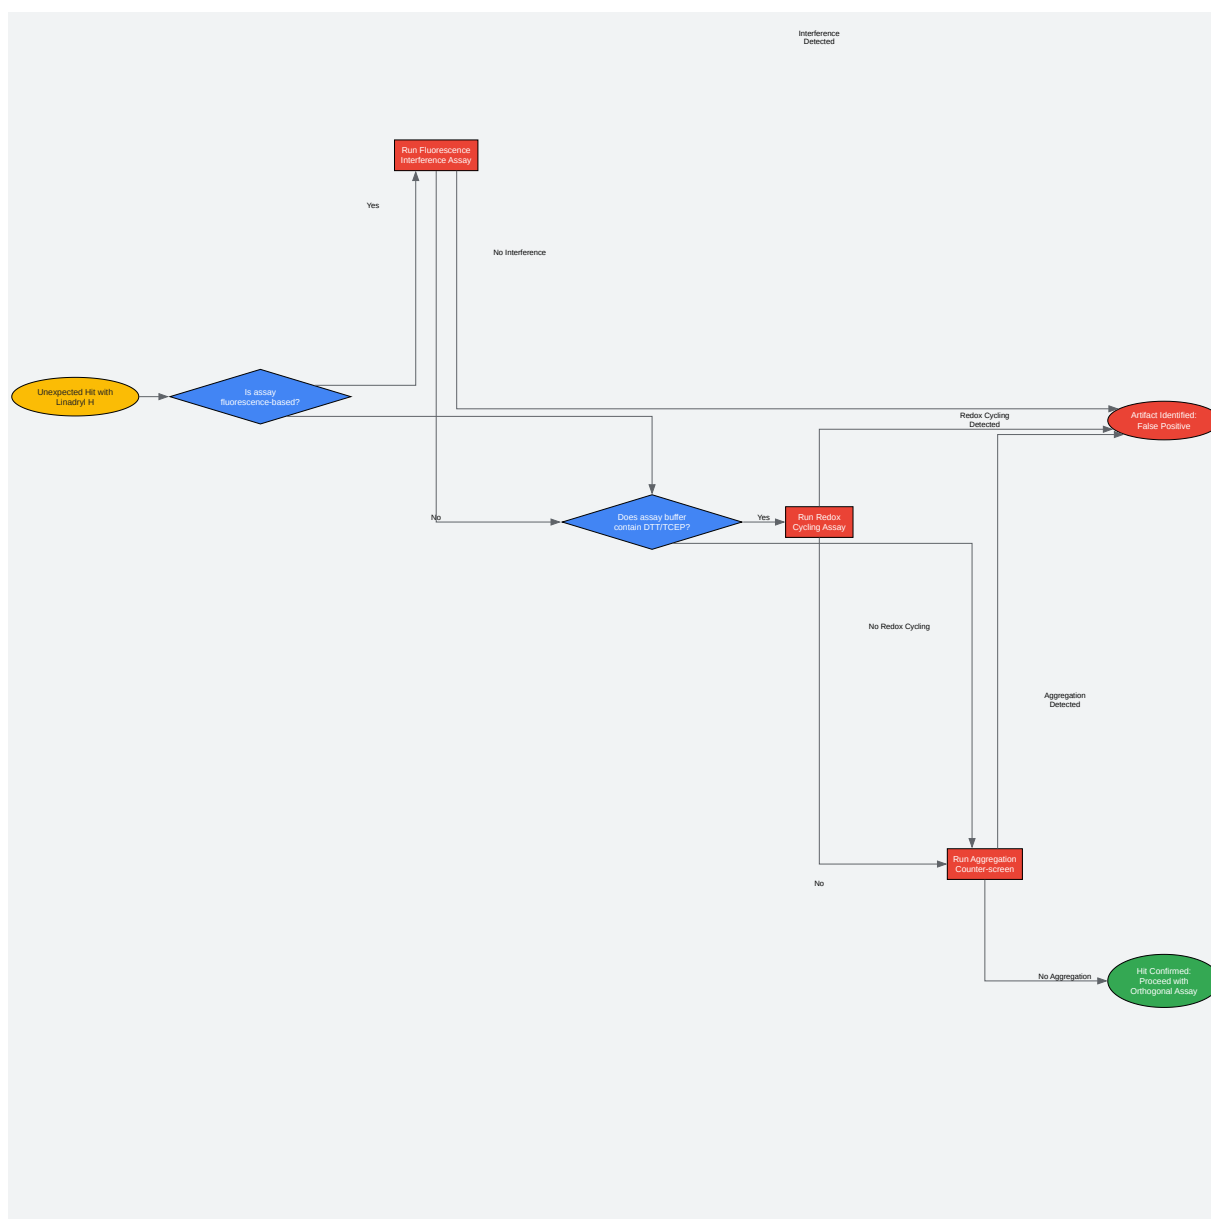 Interference
Detected
Run Fluorescence
Interference Assay
Yes
No Interference
Unexpected Hit with
Linadryl H
Is assay
fluorescence-based?
Redox Cycling
Detected
Artifact Identified:
False Positive
No
Does assay buffer
contain DTT/TCEP?
Yes
Run Redox
Cycling Assay
No Redox Cycling
Aggregation
Detected
Run Aggregation
Counter-screen
No
No Aggregation
Hit Confirmed:
Proceed with
Orthogonal Assay